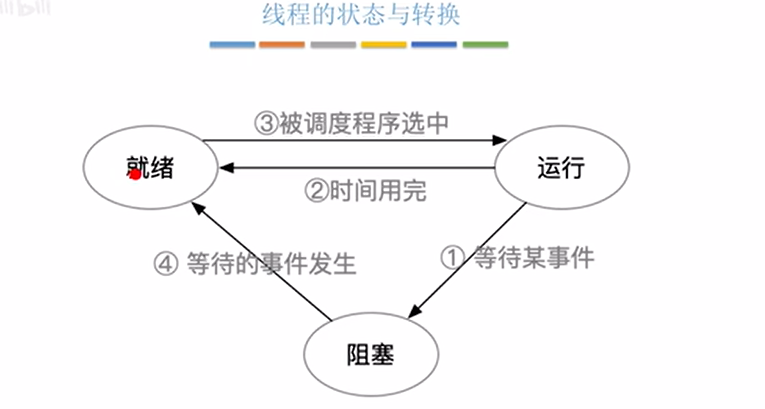 线程的状态与转换
③被调度程序选中
就绪
运行
②时间用完
④ 等待的事件发生
① 等待某事件
阻塞